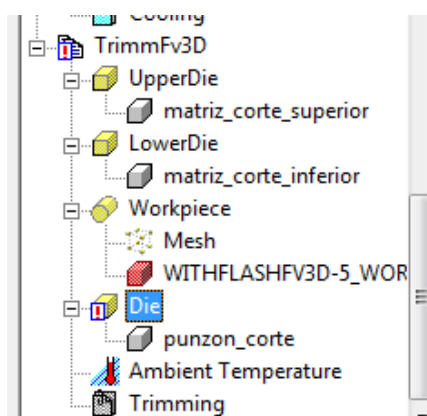 Cooling
TrimmFv3D
UpperDie
matriz_corte_superior
LowerDie
matriz_corte_inferior
Workpiece
Mesh
WITHFLASHFV3D-5_WOR
Die
punzon_corte
Ambient Temperature
Trimming